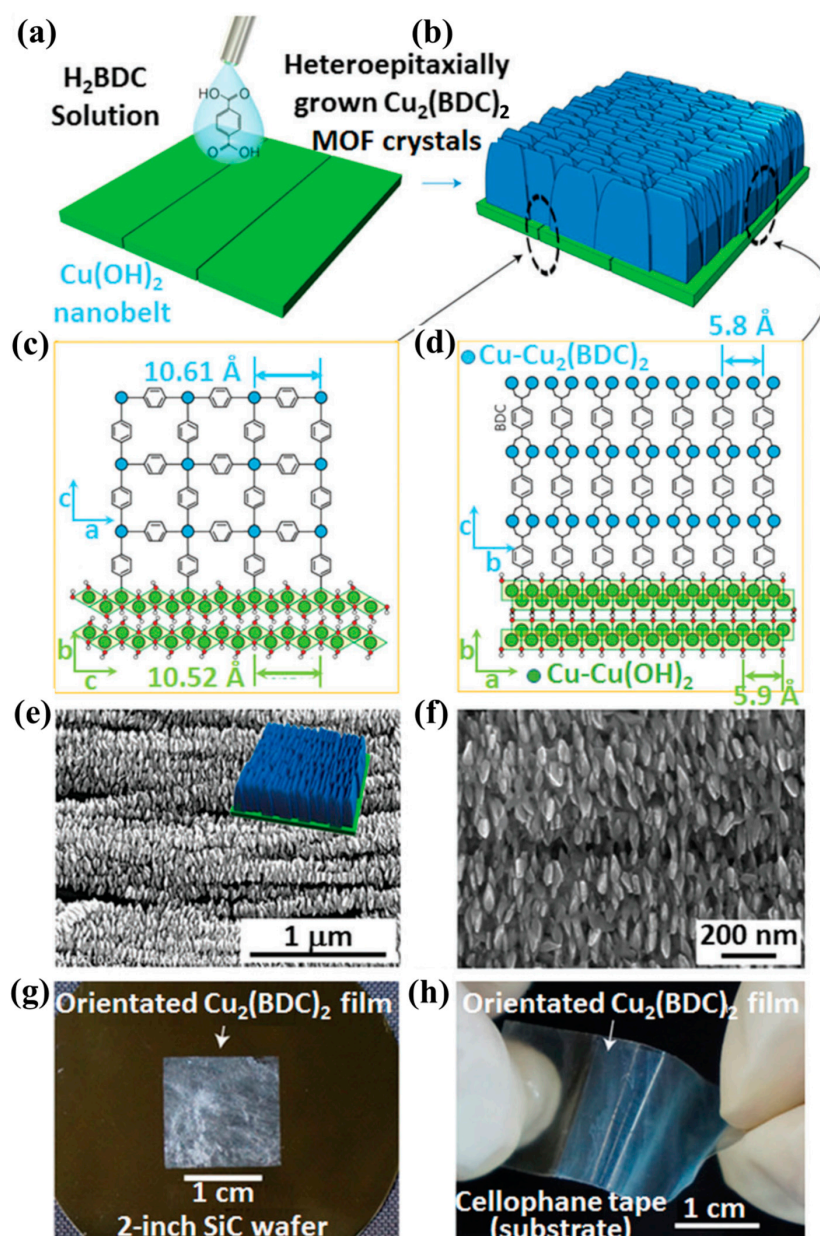 (a)
H₂BDC
Solution
HO
O
O
OH
Cu(OH)₂
nanobelt
(b)
Heteroepitaxially
grown Cu₂(BDC)₂
MOF crystals
(c)
10.61 Å
c
a
b
c
10.52 Å
(d)
5.8 Å
Cu-Cu₂(BDC)₂
BDC
c
b
b
a
Cu-Cu(OH)₂
5.9 Å
(e)
1 μm
(f)
200 nm
(g)
Orientated Cu₂(BDC)₂ film
1 cm
2-inch SiC wafer
(h)
Orientated Cu₂(BDC)₂ film
Cellophane tape
(substrate)
1 cm